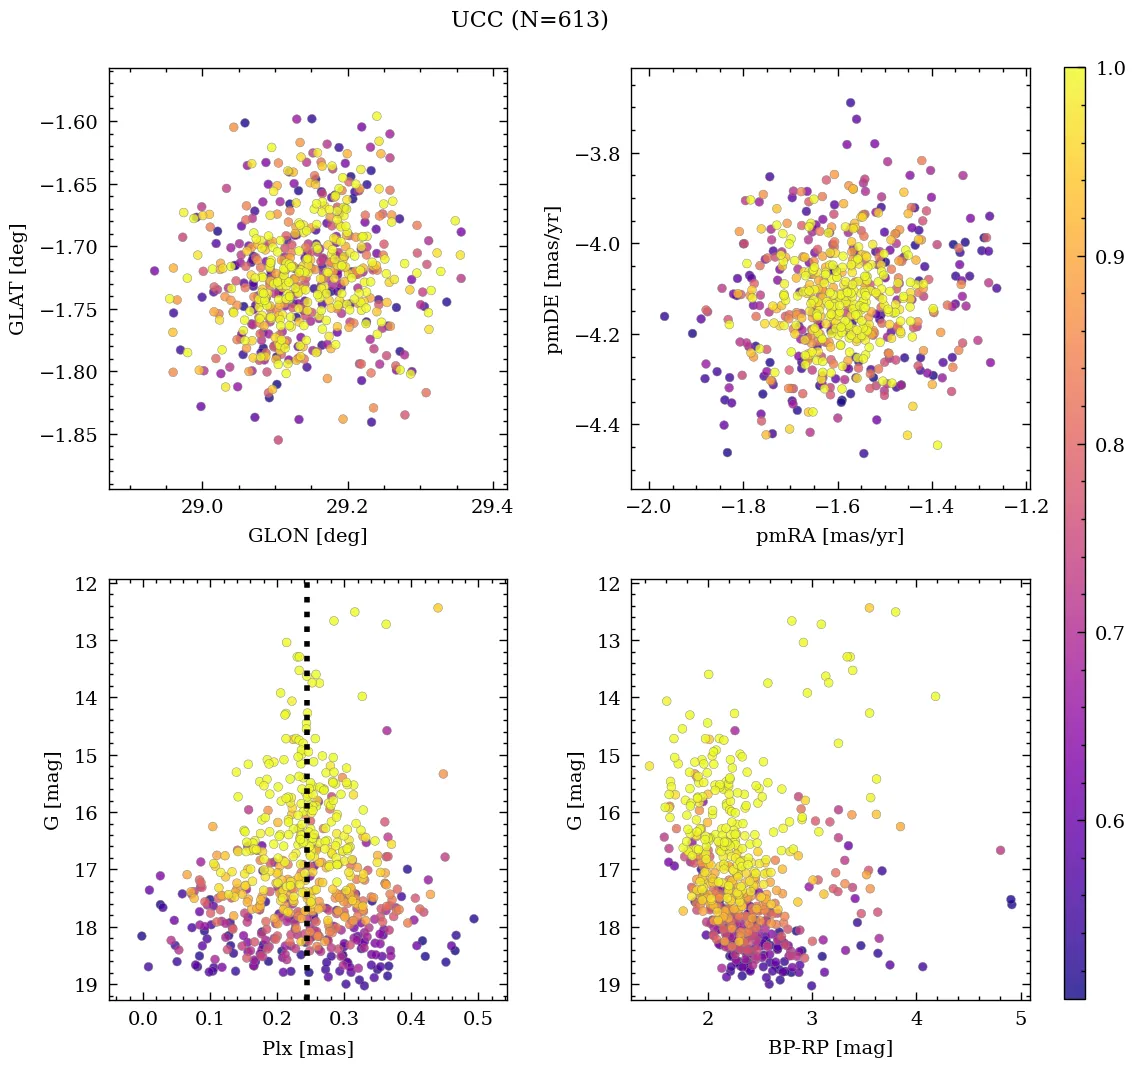 UCC (N=613)
−1.60
−1.65
−1.70
−1.75
−1.80
−1.85
GLAT [deg]
29.0 29.2 29.4
GLON [deg]
−3.8
−4.0
−4.2
−4.4
pmDE [mas/yr]
−2.0 −1.8 −1.6 −1.4 −1.2
pmRA [mas/yr]
1.0
0.9
0.8
0.7
0.6
12
13
14
15
16
17
18
19
G [mag]
0.0 0.1 0.2 0.3 0.4 0.5
Plx [mas]
12
13
14
15
16
17
18
19
G [mag]
2 3 4 5
BP-RP [mag]